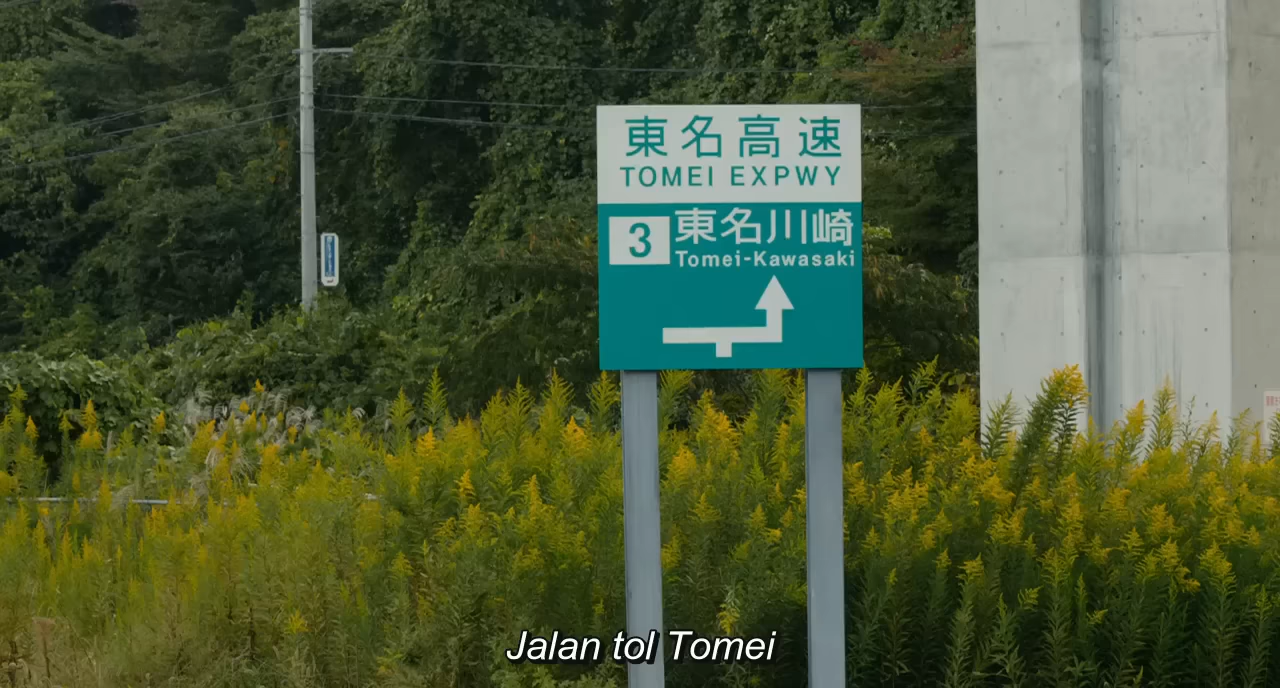 東名高速
TOMEI EXPWY
3 東名川崎
Tomei-Kawasaki
Jalan tol Tomei